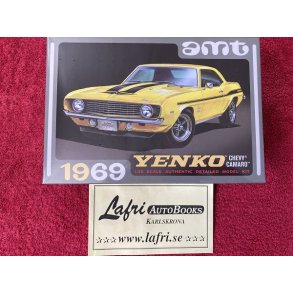 amt
1969 YENKO "CHEVY" CAMARO
1:25 SCALE AUTHENTIC DETAILED MODEL KIT
Lafri AUTOBOOKS
KARLSKRONA
☆☆☆ www.lafri.se ☆☆☆